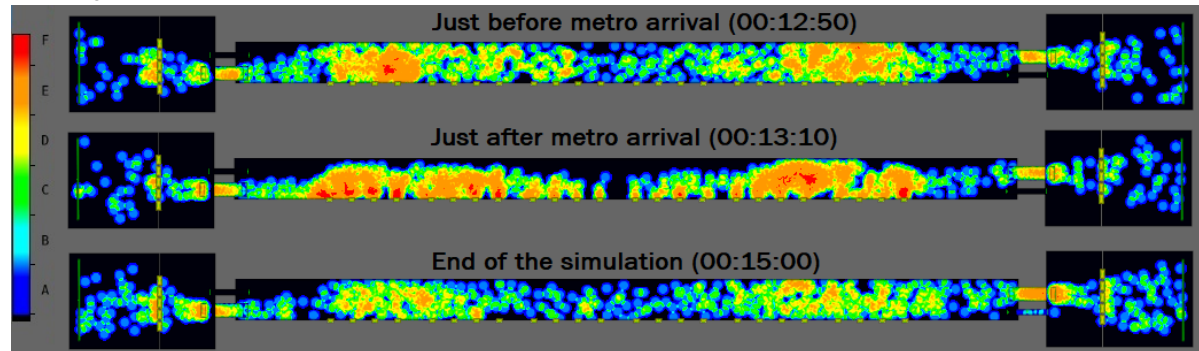 Just before metro arrival (00:12:50)
F
E
D
C
B
A
Just after metro arrival (00:13:10)
End of the simulation (00:15:00)